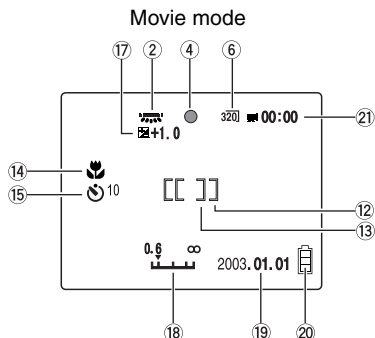 Movie mode
⑰ ② ④ ⑥
320 00:00 ㉑
+1.0
⑭
⑮ 10
⑫
⑬
0.6 ∞
2003.01.01
⑱ ⑲ ⑳